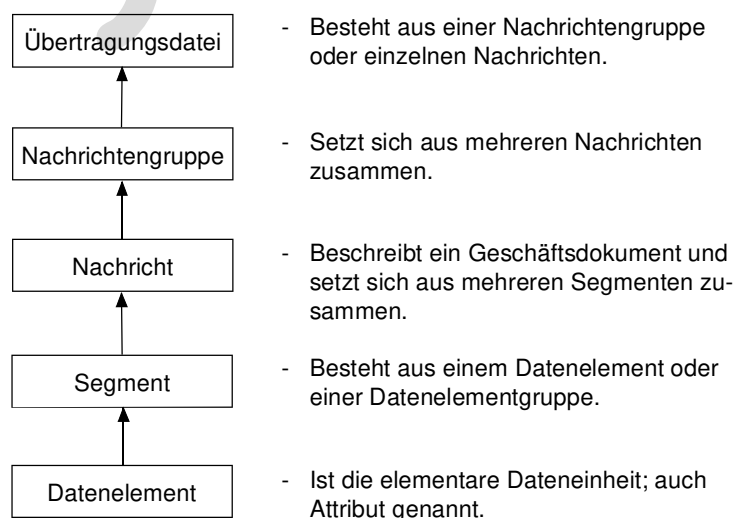 Übertragungsdatei
- Besteht aus einer Nachrichtengruppe
oder einzelnen Nachrichten.
Nachrichtengruppe
- Setzt sich aus mehreren Nachrichten
zusammen.
Nachricht
- Beschreibt ein Geschäftsdokument und
setzt sich aus mehreren Segmenten zu-
sammen.
Segment
- Besteht aus einem Datenelement oder
einer Datenelementgruppe.
Datenelement
- Ist die elementare Dateneinheit; auch
Attribut genannt.